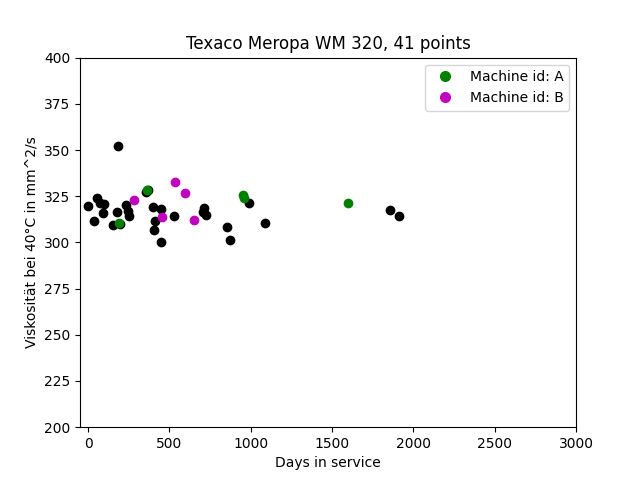 Texaco Meropa WM 320, 41 points
Machine id: A
Machine id: B
Viskosität bei 40°C in mm^2/s
400
375
350
325
300
275
250
225
200
0 500 1000 1500 2000 2500 3000
Days in service